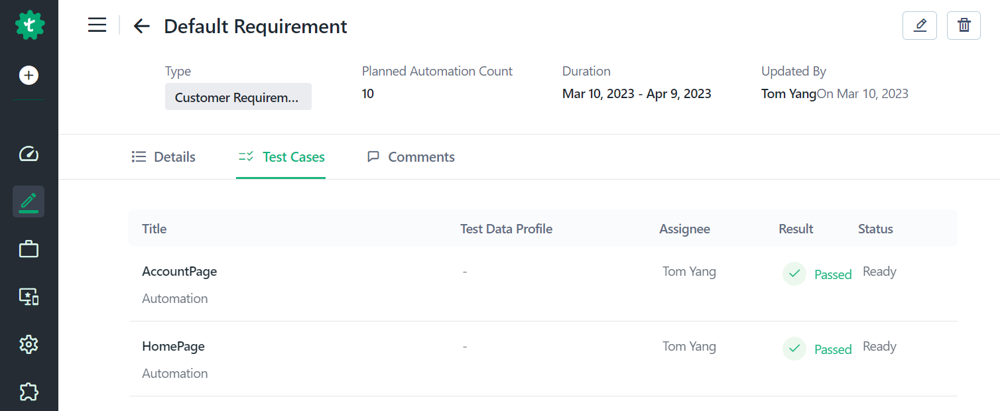 Default Requirement
Type
Planned Automation Count
Duration
Updated By
Customer Requirem...
10
Mar 10, 2023 - Apr 9, 2023
Tom YangOn Mar 10, 2023
Details
Test Cases
Comments
Title
Test Data Profile
Assignee
Result
Status
AccountPage
-
Tom Yang
Passed
Ready
Automation
HomePage
-
Tom Yang
Passed
Ready
Automation